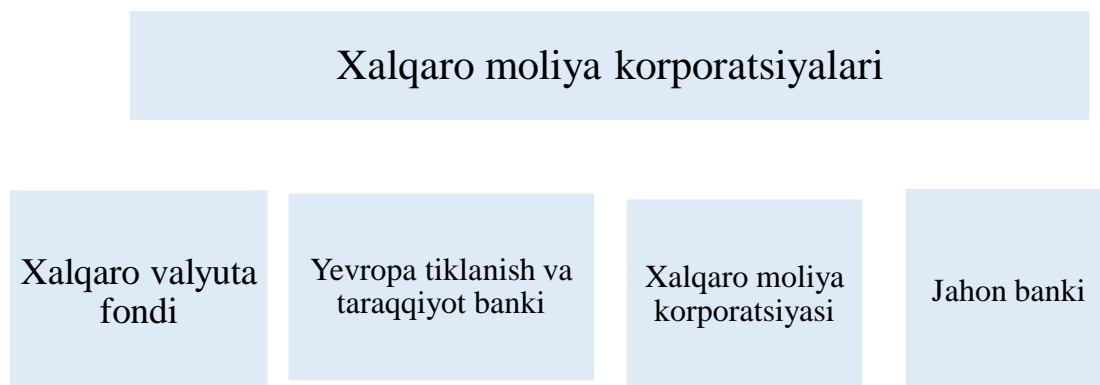 Xalqaro moliya korporatsiyalari
Xalqaro valyuta
fondi
Yevropa tiklanish va
taraqqiyot banki
Xalqaro moliya
korporatsiyasi
Jahon banki